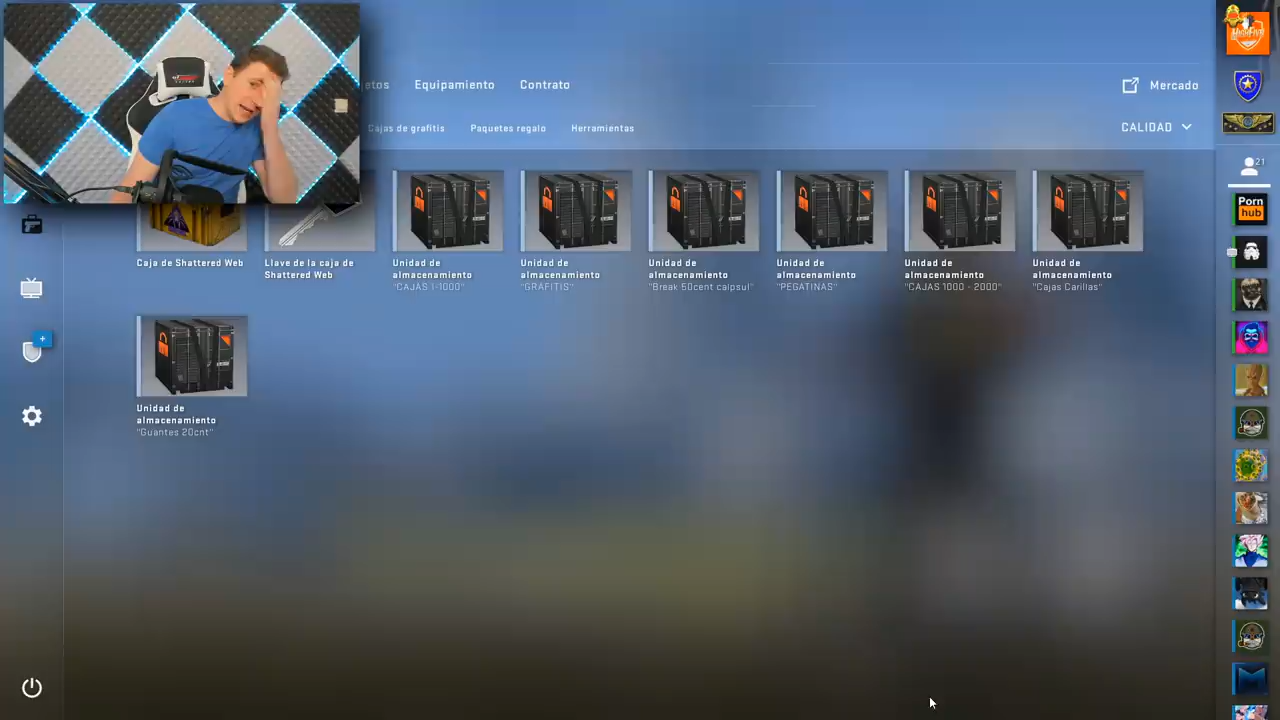 etos
Equipamiento
Contrato
Mercado
Cajas de grafitis
Paquetes regalo
Herramientas
CALIDAD
21
Caja de Shattered Web
Llave de la caja de
Shattered Web
Unidad de
almacenamiento
"CAJAS 1-1000"
Unidad de
almacenamiento
"GRAFITIS"
Unidad de
almacenamiento
"Break 50cent calpsul"
Unidad de
almacenamiento
"PEGATINAS"
Unidad de
almacenamiento
"CAJAS 1000 - 2000"
Unidad de
almacenamiento
"Cajas Carillas"
Unidad de
almacenamiento
"Guantes 20cnt"
Porn
hub